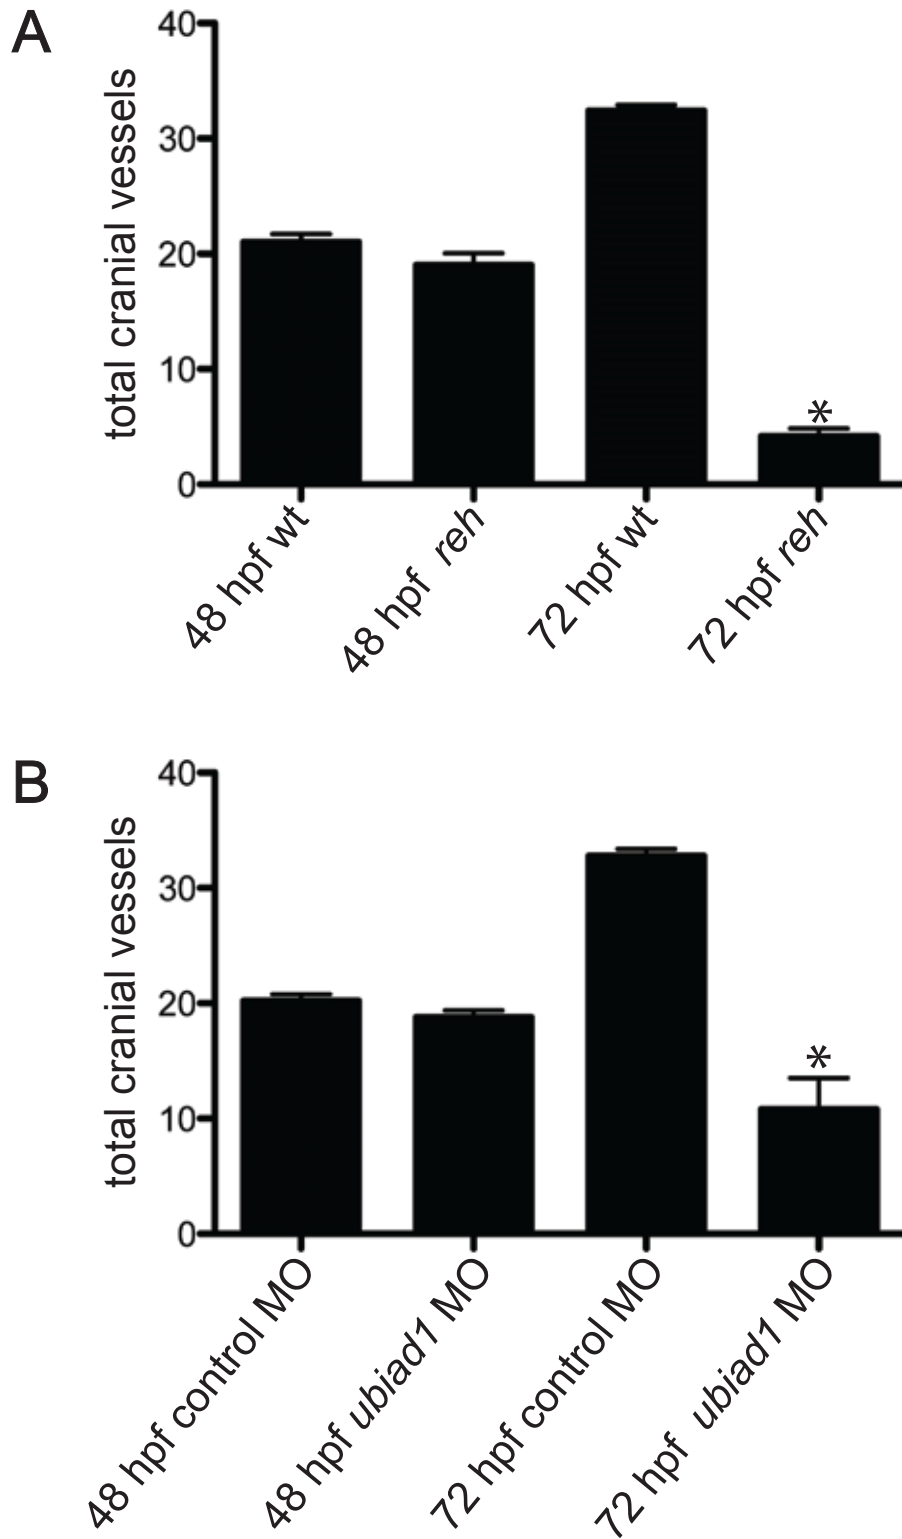 A
total cranial vessels
40
30
20
10
0
48 hpf wt
48 hpf reh
72 hpf wt
72 hpf reh
*
B
total cranial vessels
40
30
20
10
0
48 hpf control MO
48 hpf ubiad1 MO
72 hpf control MO
72 hpf ubiad1 MO
*